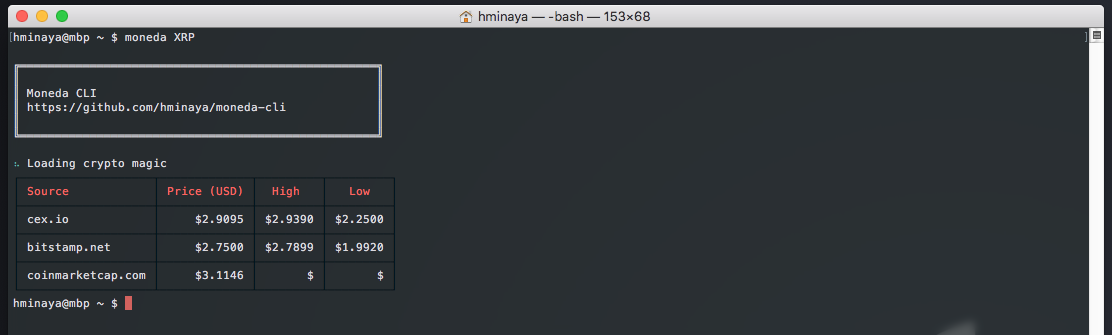 hminaya — -bash — 153×68
[hminaya@mbp ~ $ moneda XRP ]
Moneda CLI
https://github.com/hminaya/moneda-cli
Loading crypto magic
Source Price (USD) High Low
cex.io $2.9095 $2.9390 $2.2500
bitstamp.net $2.7500 $2.7899 $1.9920
coinmarketcap.com $3.1146 $ $
hminaya@mbp ~ $